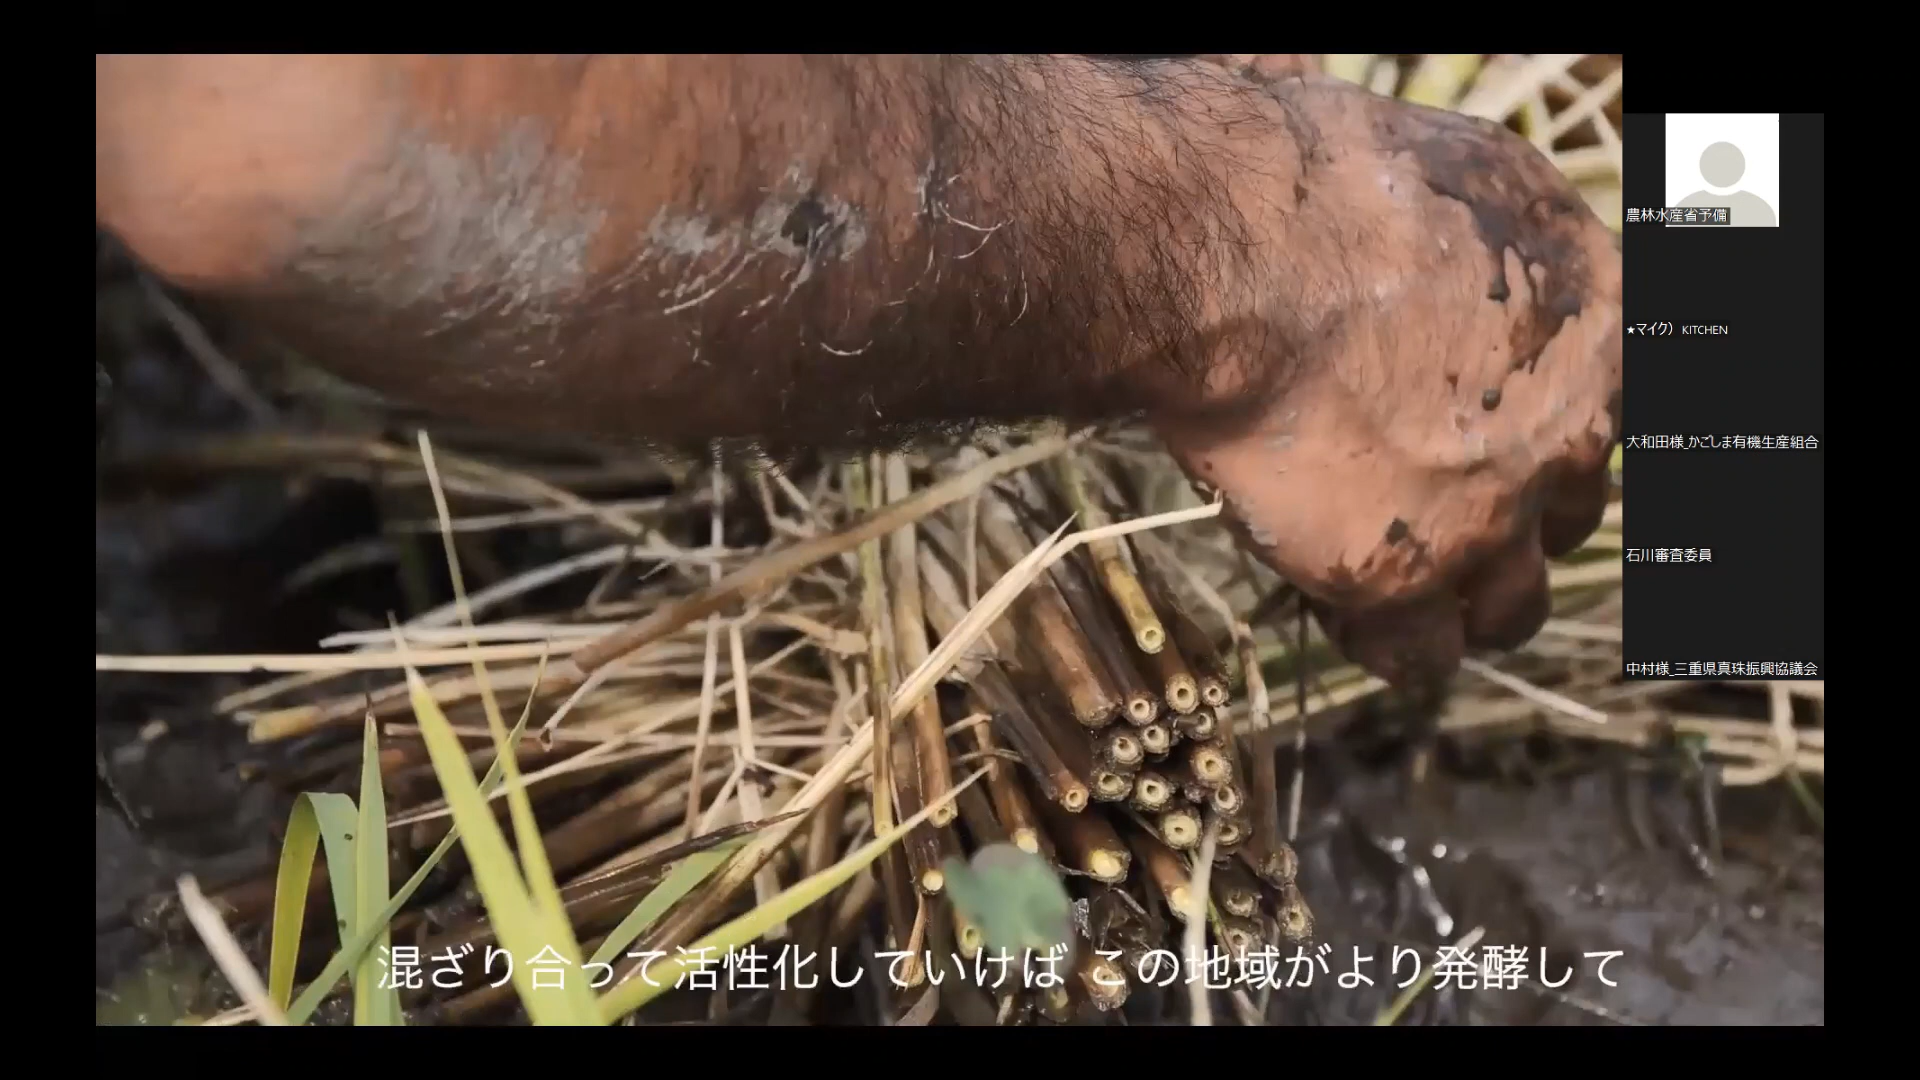 農林水産省予備
★マイク）KITCHEN
大和田様_かごしま有機生産組合
石川審査委員
中村様_三重県真珠振興協議会
混ざり合って活性化していけば この地域がより発酵して